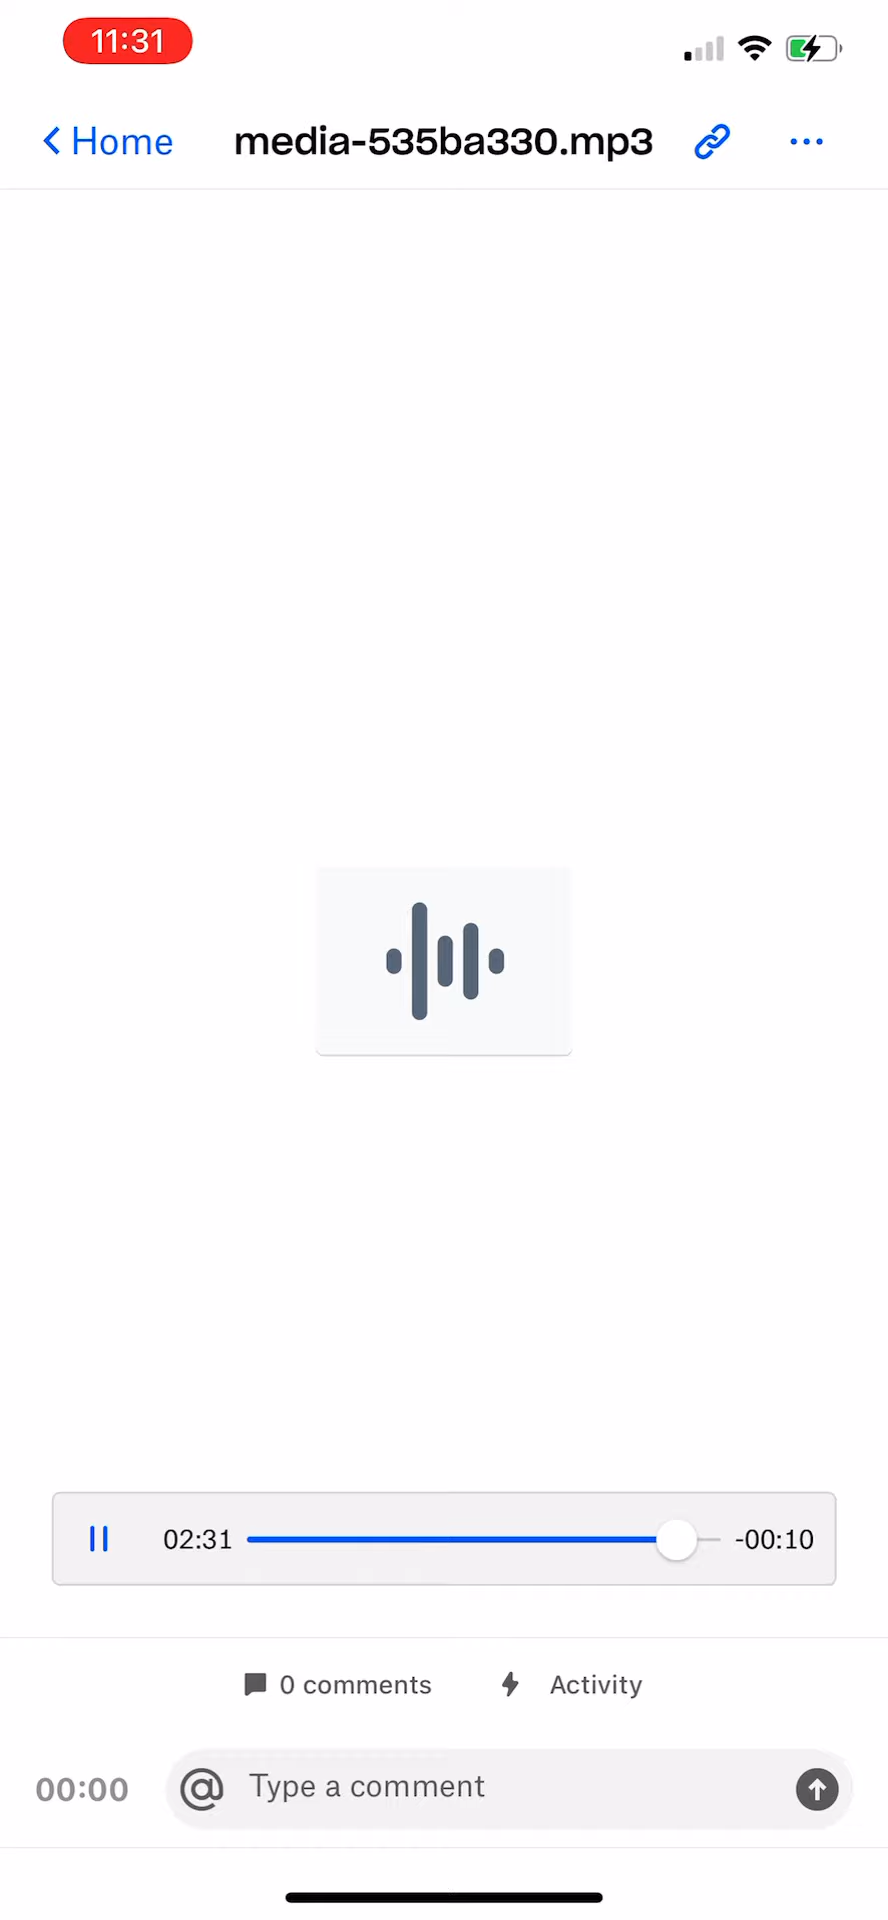 11:31
Home media-535ba330.mp3
02:31 -00:10
0 comments Activity
00:00 @ Type a comment